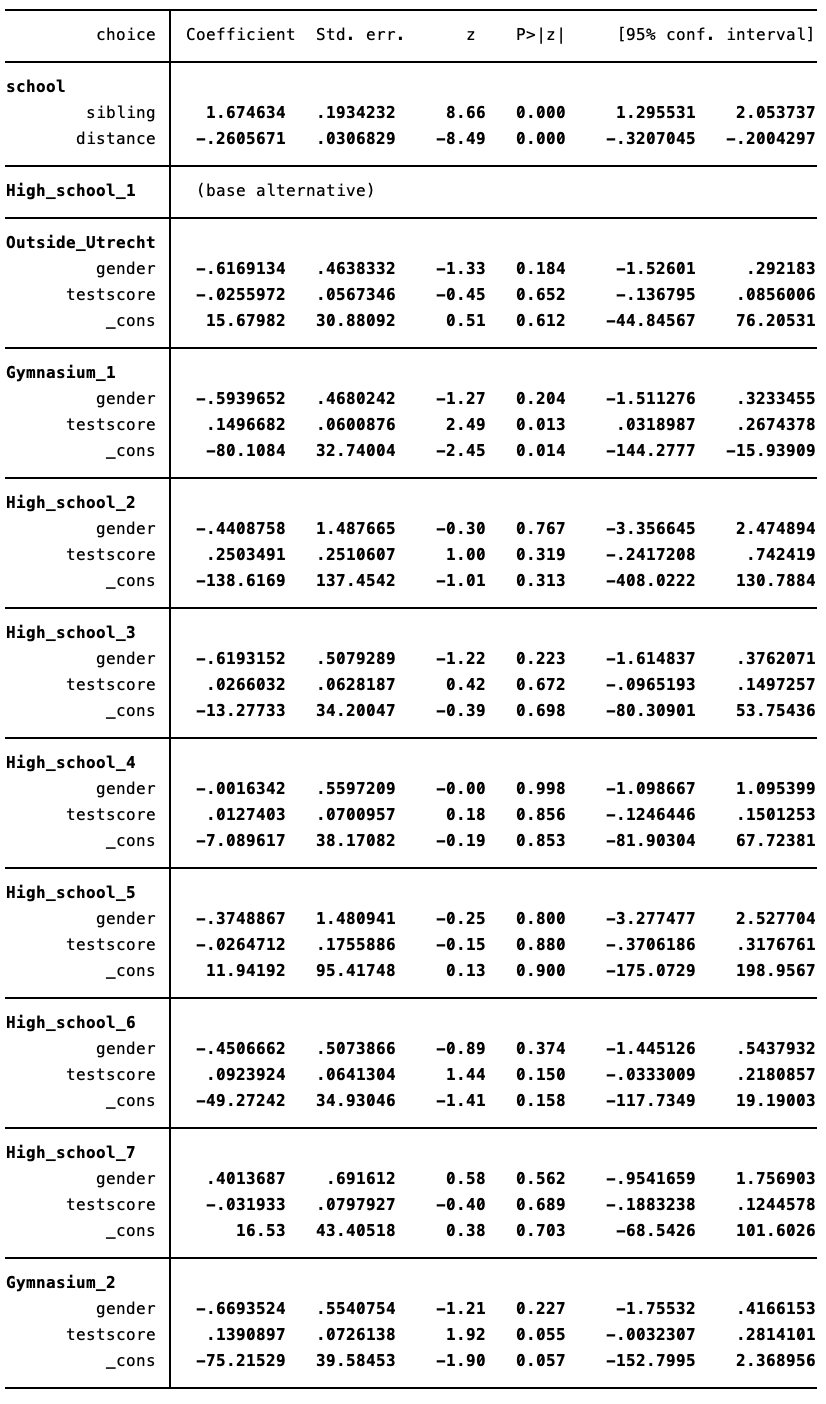 choice Coefficient Std. err. z P>|z| [95% conf. interval]
school
sibling 1.674634 .1934232 8.66 0.000 1.295531 2.053737
distance -.2605671 .0306829 -8.49 0.000 -.3207045 -.2004297
High_school_1 (base alternative)
Outside_Utrecht
gender -.6169134 .4638332 -1.33 0.184 -1.52601 .292183
testscore -.0255972 .0567346 -0.45 0.652 -.136795 .0856006
_cons 15.67982 30.88092 0.51 0.612 -44.84567 76.20531
Gymnasium_1
gender -.5939652 .4680242 -1.27 0.204 -1.511276 .3233455
testscore .1496682 .0600876 2.49 0.013 .0318987 .2674378
_cons -80.1084 32.74004 -2.45 0.014 -144.2777 -15.93909
High_school_2
gender -.4408758 1.487665 -0.30 0.767 -3.356645 2.474894
testscore .2503491 .2510607 1.00 0.319 -.2417208 .742419
_cons -138.6169 137.4542 -1.01 0.313 -408.0222 130.7884
High_school_3
gender -.6193152 .5079289 -1.22 0.223 -1.614837 .3762071
testscore .0266032 .0628187 0.42 0.672 -.0965193 .1497257
_cons -13.27733 34.20047 -0.39 0.698 -80.30901 53.75436
High_school_4
gender -.0016342 .5597209 -0.00 0.998 -1.098667 1.095399
testscore .0127403 .0700957 0.18 0.856 -.1246446 .1501253
_cons -7.089617 38.17082 -0.19 0.853 -81.90304 67.72381
High_school_5
gender -.3748867 1.480941 -0.25 0.800 -3.277477 2.527704
testscore -.0264712 .1755886 -0.15 0.880 -.3706186 .3176761
_cons 11.94192 95.41748 0.13 0.900 -175.0729 198.9567
High_school_6
gender -.4506662 .5073866 -0.89 0.374 -1.445126 .5437932
testscore .0923924 .0641304 1.44 0.150 -.0333009 .2180857
_cons -49.27242 34.93046 -1.41 0.158 -117.7349 19.19003
High_school_7
gender .4013687 .691612 0.58 0.562 -.9541659 1.756903
testscore -.031933 .0797927 -0.40 0.689 -.1883238 .1244578
_cons 16.53 43.40518 0.38 0.703 -68.5426 101.6026
Gymnasium_2
gender -.6693524 .5540754 -1.21 0.227 -1.75532 .4166153
testscore .1390897 .0726138 1.92 0.055 -.0032307 .2814101
_cons -75.21529 39.58453 -1.90 0.057 -152.7995 2.368956